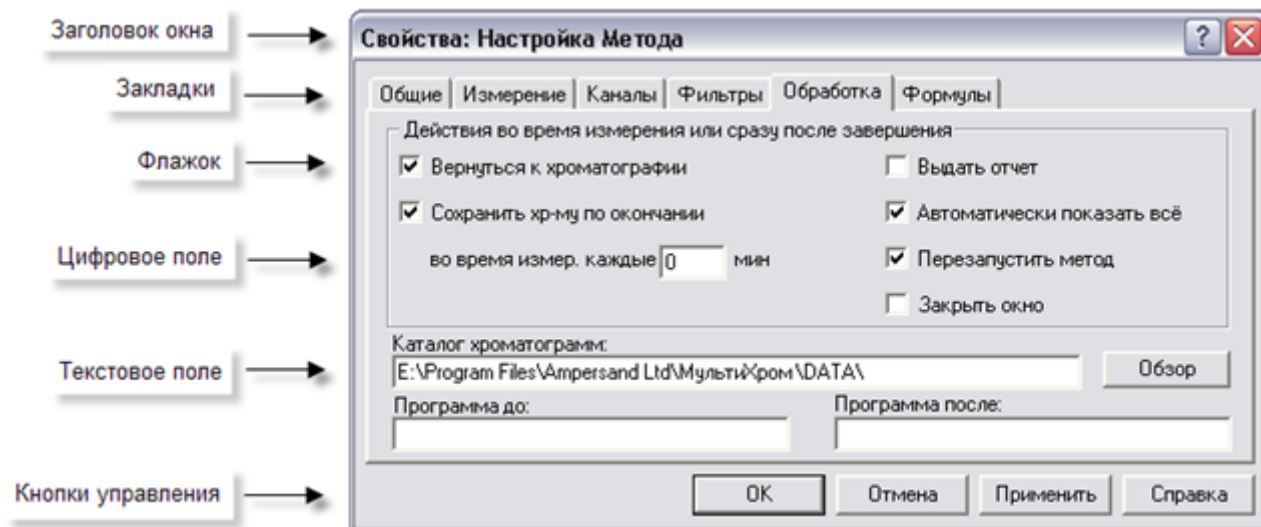 Заголовок окна
Свойства: Настройка Метода
Закладки
Общие Измерение Каналы Фильтры Обработка Формулы
Действия во время измерения или сразу после завершения
Флажок
Вернуться к хроматографии
Выдать отчет
Сохранить хр-му по окончании
Автоматически показать всё
Цифровое поле
во время измер. каждые 0 мин
Перезапустить метод
Закрыть окно
Каталог хроматограмм:
Текстовое поле
E:\Program Files\Ampersand Ltd\МультиХром\DATA\
Обзор
Программа до:
Программа после:
Кнопки управления
OK Отмена Применить Справка